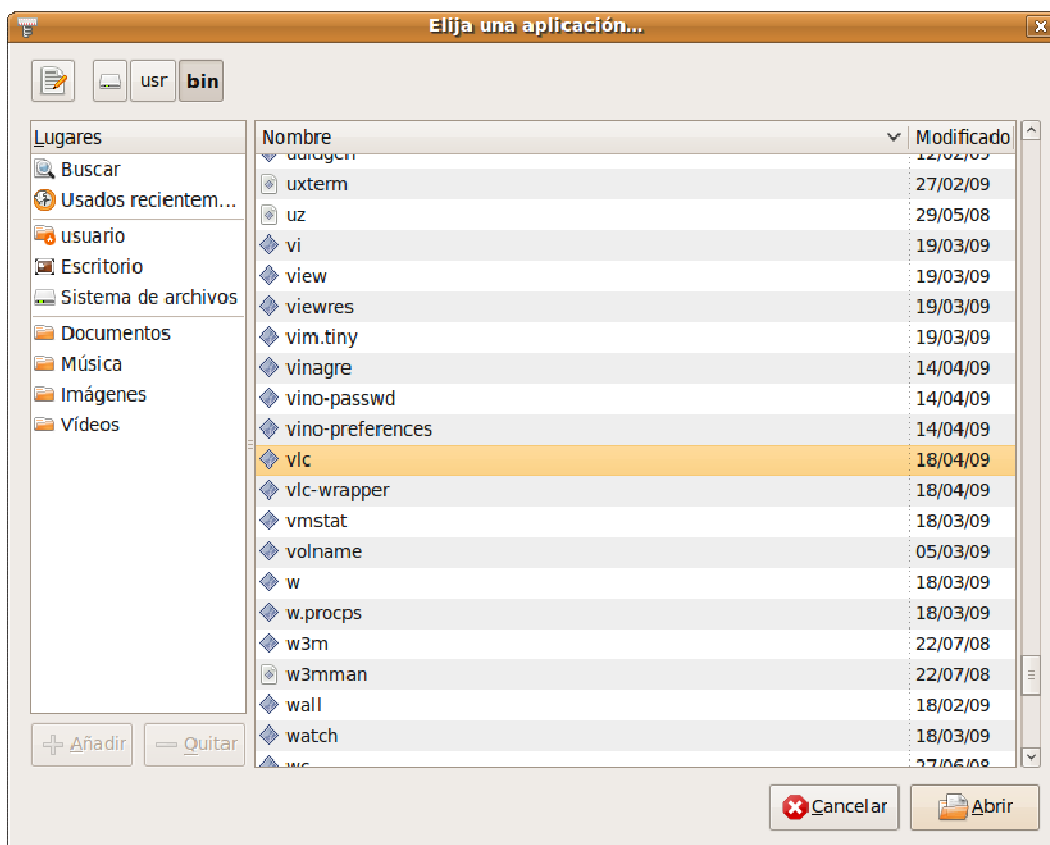 Elija una aplicación...
usr bin
Lugares
Buscar
Usados recientem...
usuario
Escritorio
Sistema de archivos
Documentos
Música
Imágenes
Vídeos
Añadir Quitar
Nombre Modificado
uxterm 27/02/09
uz 29/05/08
vi 19/03/09
view 19/03/09
viewres 19/03/09
vim.tiny 19/03/09
vinagre 14/04/09
vino-passwd 14/04/09
vino-preferences 14/04/09
vlc 18/04/09
vlc-wrapper 18/04/09
vmstat 18/03/09
volname 05/03/09
w 18/03/09
w.procps 18/03/09
w3m 22/07/08
w3mman 22/07/08
wall 18/02/09
watch 18/03/09
Cancelar Abrir